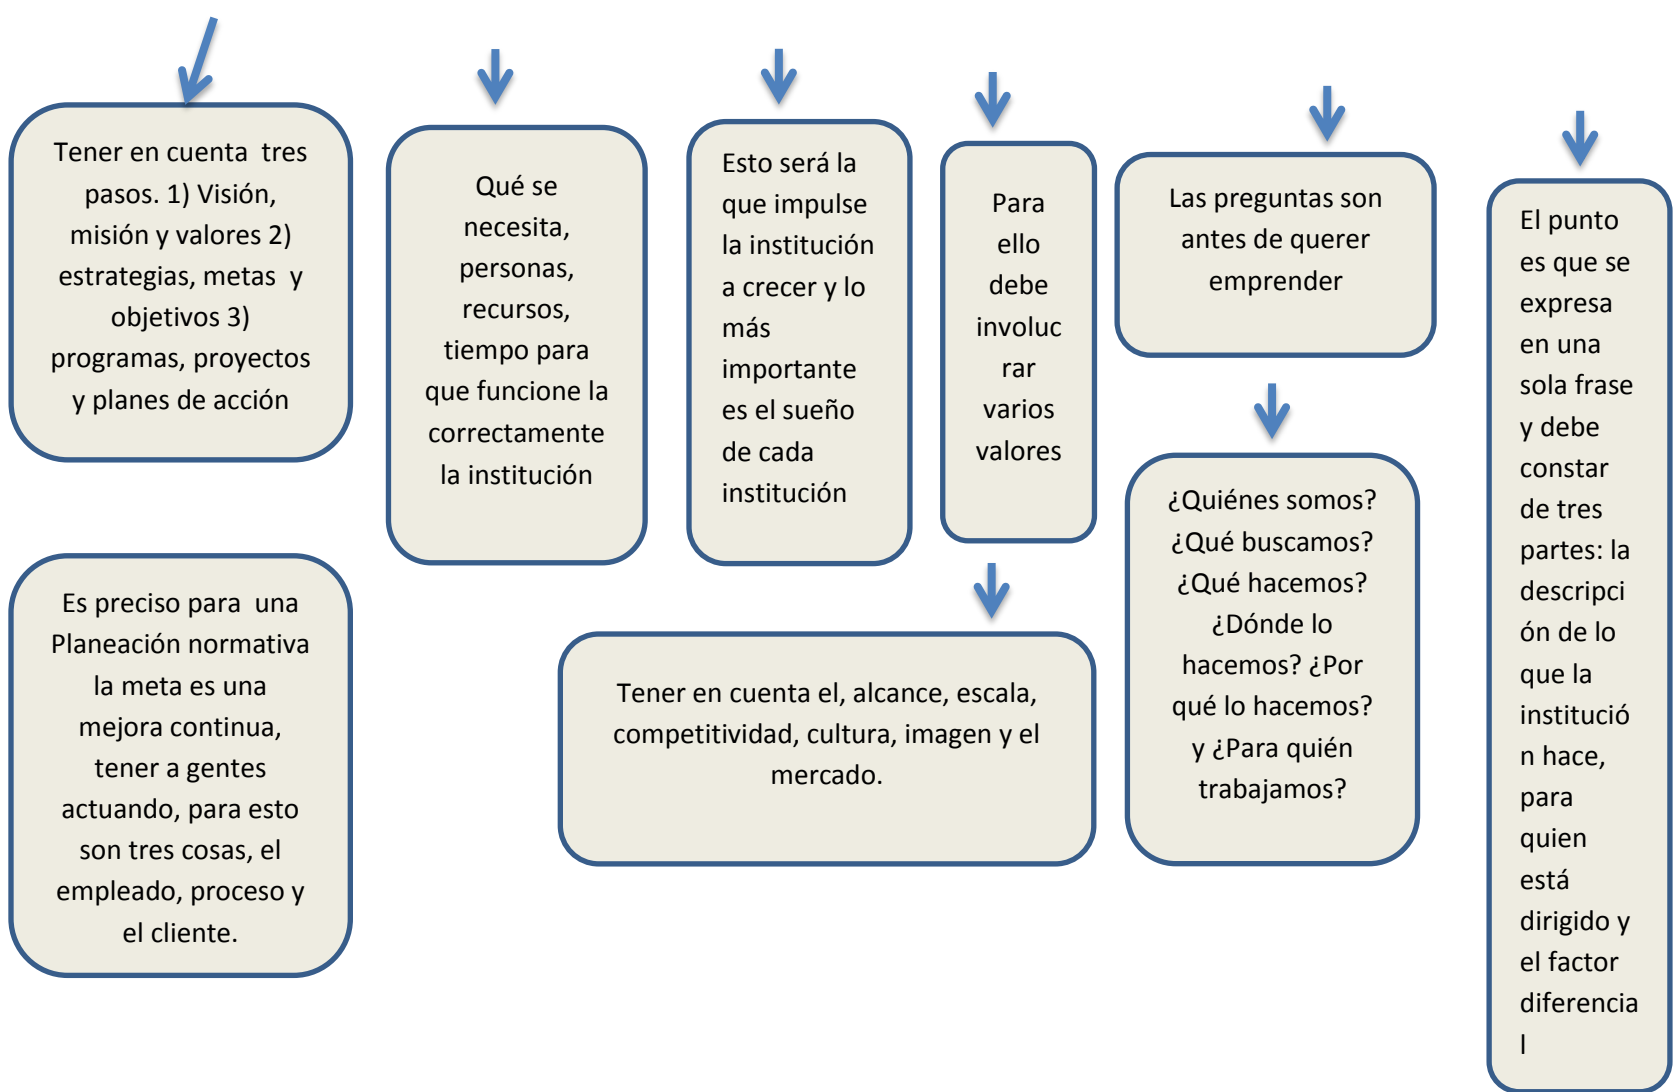 Tener en cuenta tres
pasos. 1) Visión,
misión y valores 2)
estrategias, metas y
objetivos 3)
programas, proyectos
y planes de acción
Es preciso para una
Planeación normativa
la meta es una
mejora continua,
tener a gentes
actuando, para esto
son tres cosas, el
empleado, proceso y
el cliente.
Qué se
necesita,
personas,
recursos,
tiempo para
que funcione la
correctamente
la institución
Esto será la
que impulse
la institución
a crecer y lo
más
importante
es el sueño
de cada
institución
Para
ello
debe
involuc
rar
varios
valores
Tener en cuenta el, alcance, escala,
competitividad, cultura, imagen y el
mercado.
Las preguntas son
antes de querer
emprender
¿Quiénes somos?
¿Qué buscamos?
¿Qué hacemos?
¿Dónde lo
hacemos? ¿Por
qué lo hacemos?
y ¿Para quién
trabajamos?
El punto
es que se
expresa
en una
sola frase
y debe
constar
de tres
partes: la
descripci
ón de lo
que la
institució
n hace,
para
quien
está
dirigido y
el factor
diferencia
l